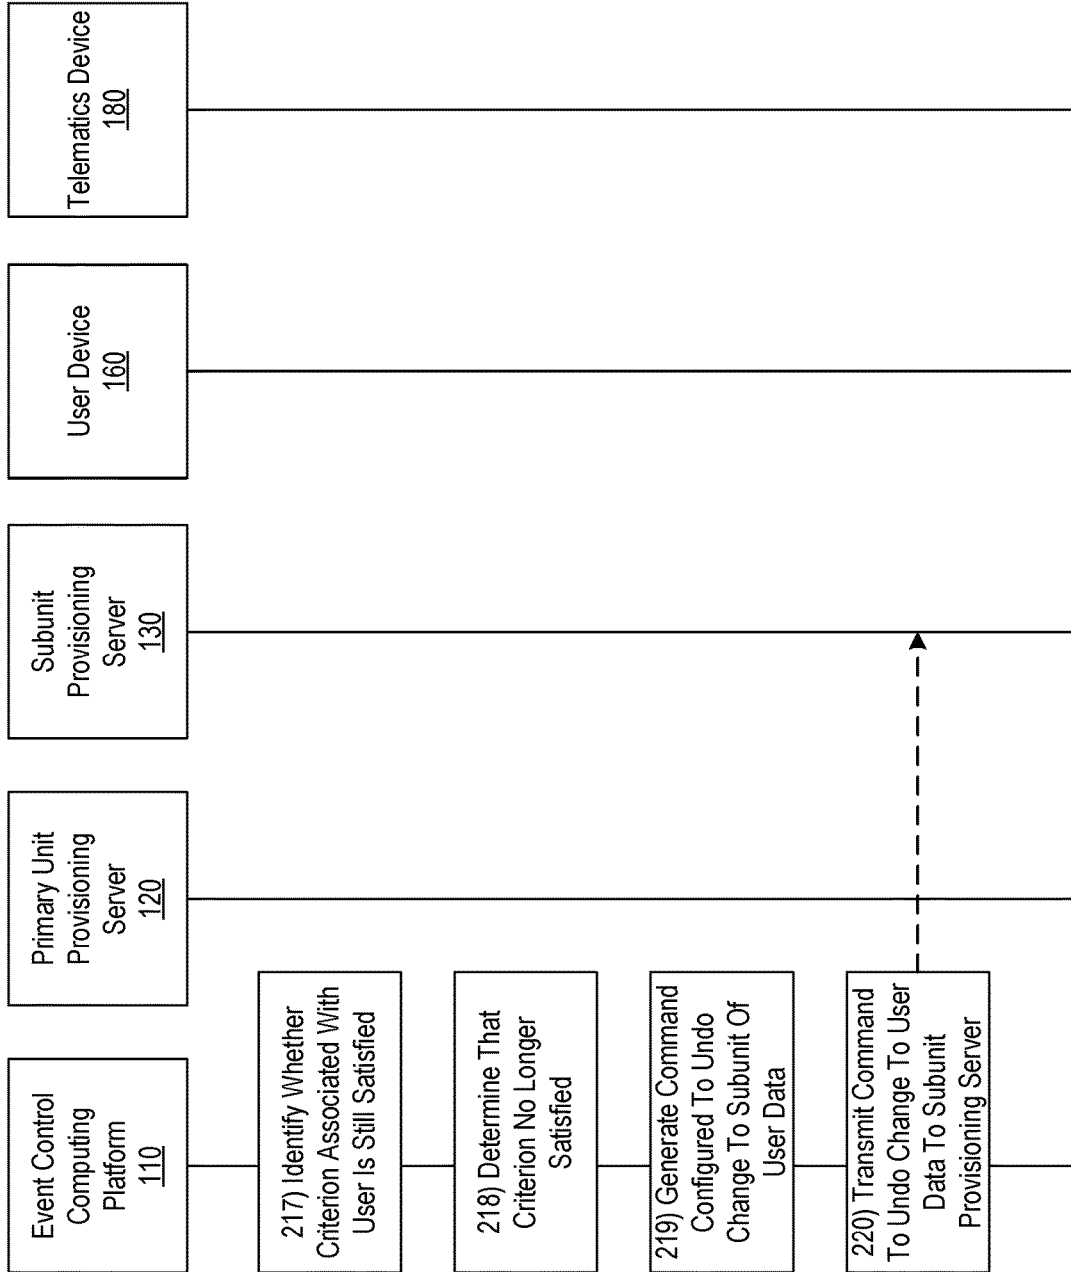 Event Control
Computing
Platform
110
Primary Unit
Provisioning
Server
120
Subunit
Provisioning
Server
130
User Device
160
Telematics Device
180
217) Identify Whether
Criterion Associated With
User Is Still Satisfied
218) Determine That
Criterion No Longer
Satisfied
219) Generate Command
Configured To Undo
Change To Subunit Of
User Data
220) Transmit Command
To Undo Change To User
Data To Subunit
Provisioning Server